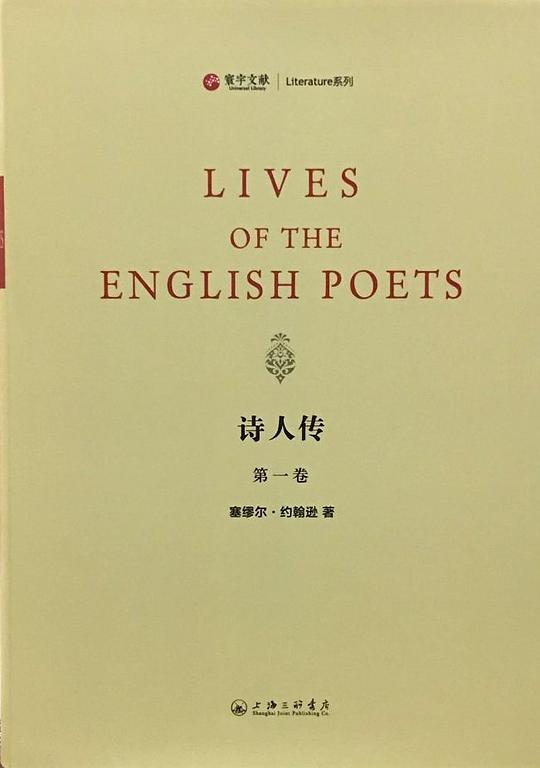 寰宇文献 Literature系列
Universal Library
LIVES
OF THE
ENGLISH POETS
诗人传
第一卷
塞缪尔·约翰逊 著
上海三联书店
Shanghai Joint Publishing Co.